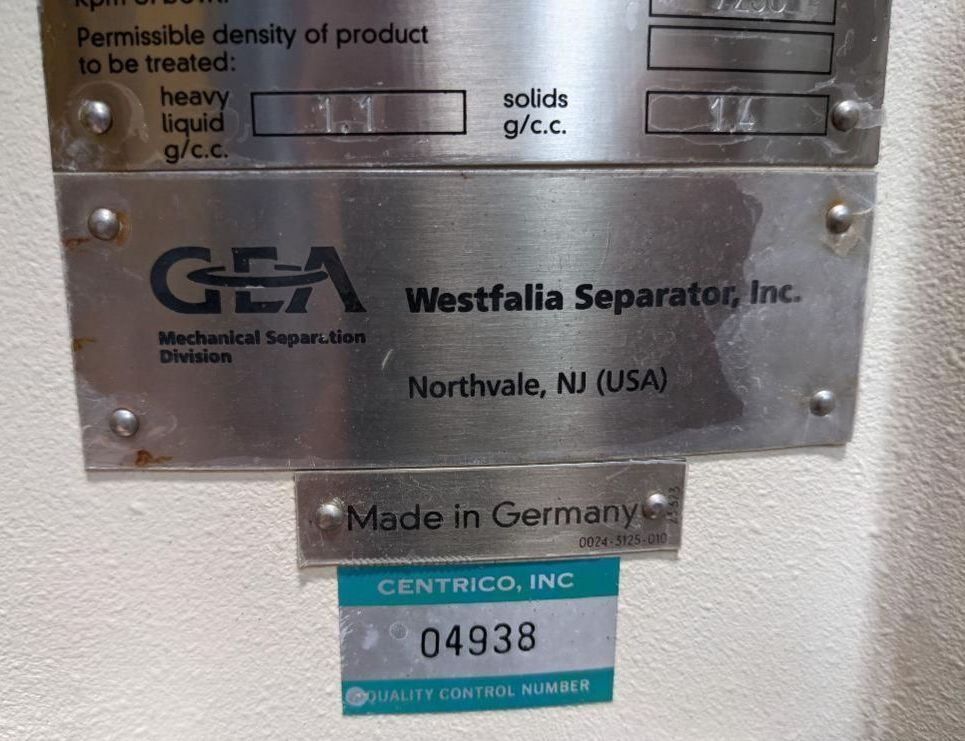 Permissible density of product
to be treated:
heavy
liquid
g/c.c.
1.1
solids
g/c.c.
1.4
GEA
Mechanical Separation
Division
Westfalia Separator, Inc.
Northvale, NJ (USA)
Made in Germany
0024-3125-010
CENTRICO, INC
04938
QUALITY CONTROL NUMBER